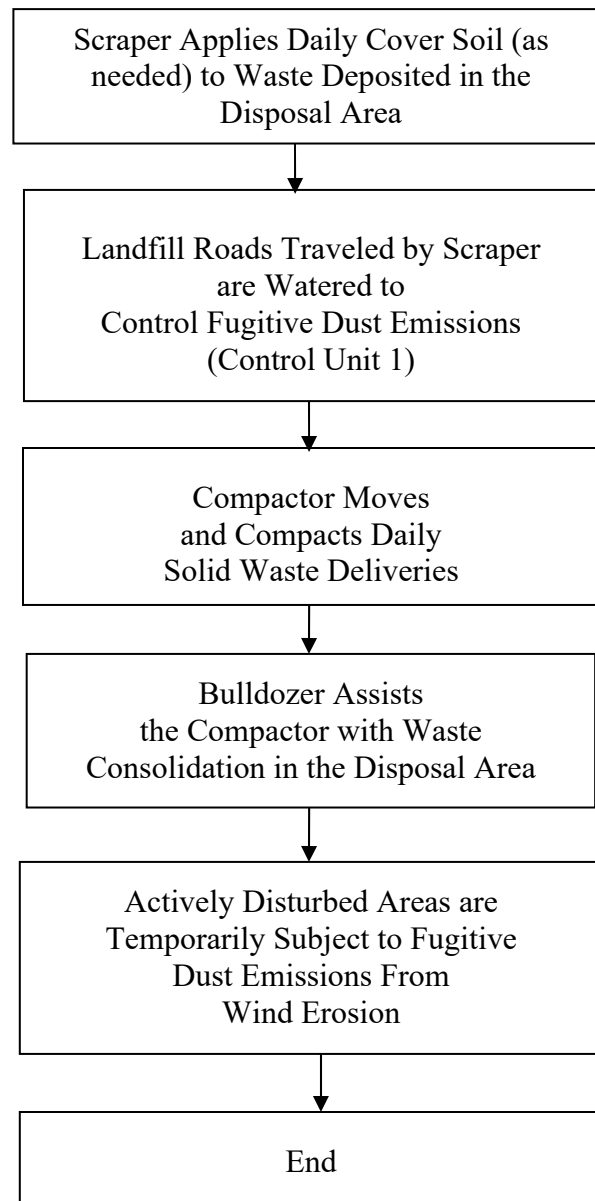 Scraper Applies Daily Cover Soil (as
needed) to Waste Deposited in the
Disposal Area
Landfill Roads Traveled by Scraper
are Watered to
Control Fugitive Dust Emissions
(Control Unit 1)
Compactor Moves
and Compacts Daily
Solid Waste Deliveries
Bulldozer Assists
the Compactor with Waste
Consolidation in the Disposal Area
Actively Disturbed Areas are
Temporarily Subject to Fugitive
Dust Emissions From
Wind Erosion
End